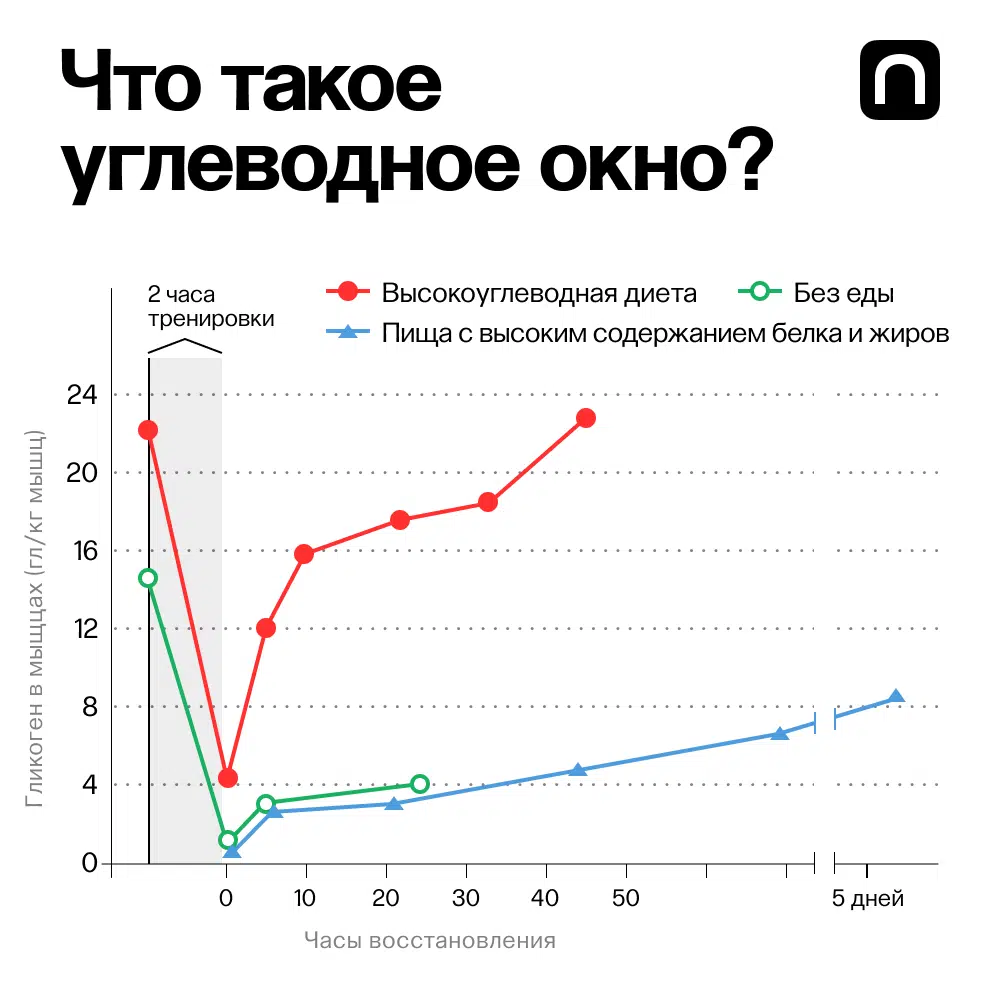 Что такое
углеводное окно?
2 часа
тренировки
Высокоуглеводная диета
Без еды
Пища с высоким содержанием белка и жиров
Гликоген в мыщцах (гл/кг мышц)
24
20
16
12
8
4
0
0 10 20 30 40 50 5 дней
Часы восстановления